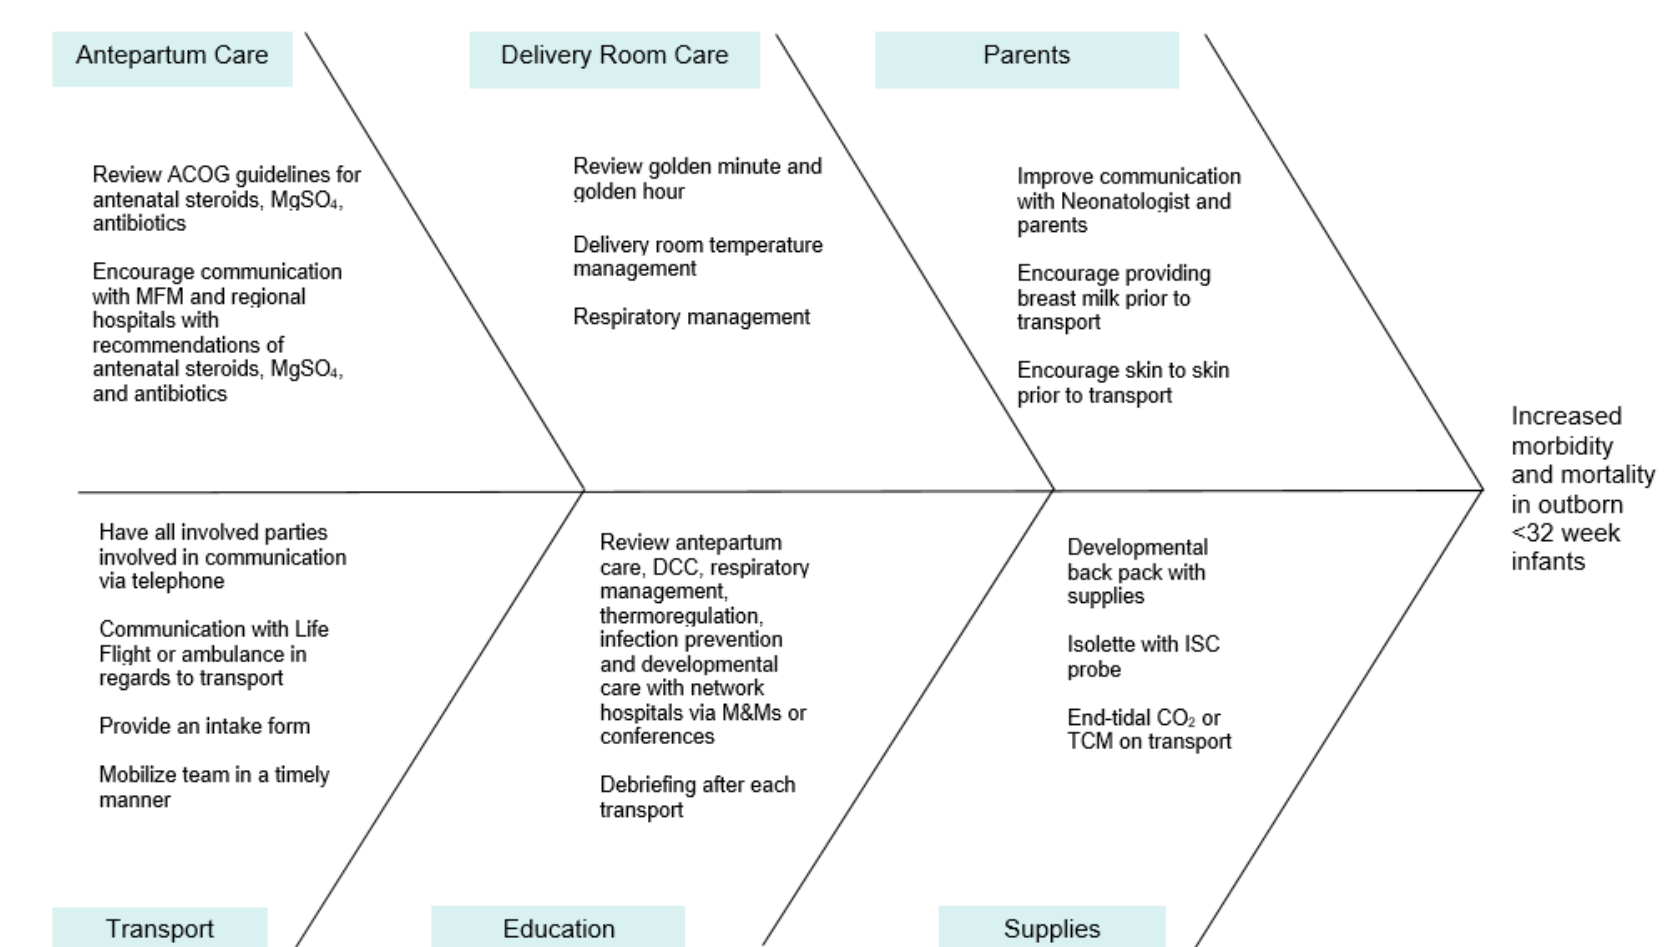 Antepartum Care
Review ACOG guidelines for
antenatal steroids, MgSO₄,
antibiotics
Encourage communication
with MFM and regional
hospitals with
recommendations of
antenatal steroids, MgSO₄,
and antibiotics
Delivery Room Care
Review golden minute and
golden hour
Delivery room temperature
management
Respiratory management
Parents
Improve communication
with Neonatologist and
parents
Encourage providing
breast milk prior to
transport
Encourage skin to skin
prior to transport
Increased
morbidity
and mortality
in outborn
<32 week
infants
Have all involved parties
involved in communication
via telephone
Communication with Life
Flight or ambulance in
regards to transport
Provide an intake form
Mobilize team in a timely
manner
Transport
Review antepartum
care, DCC, respiratory
management,
thermoregulation,
infection prevention
and developmental
care with network
hospitals via M&Ms or
conferences
Debriefing after each
transport
Education
Developmental
back pack with
supplies
Isolette with ISC
probe
End-tidal CO₂ or
TCM on transport
Supplies